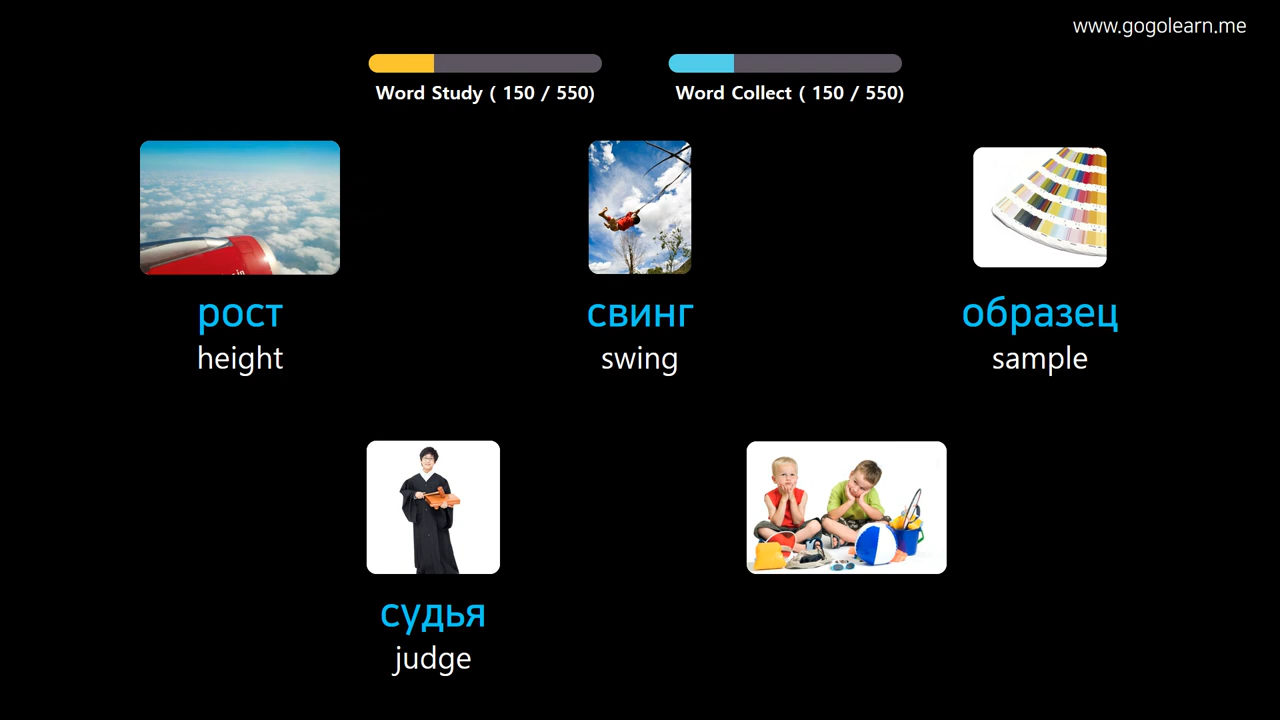 www.gogolearn.me
Word Study ( 150 / 550)
Word Collect ( 150 / 550)
рост
height
свинг
swing
образец
sample
судья
judge